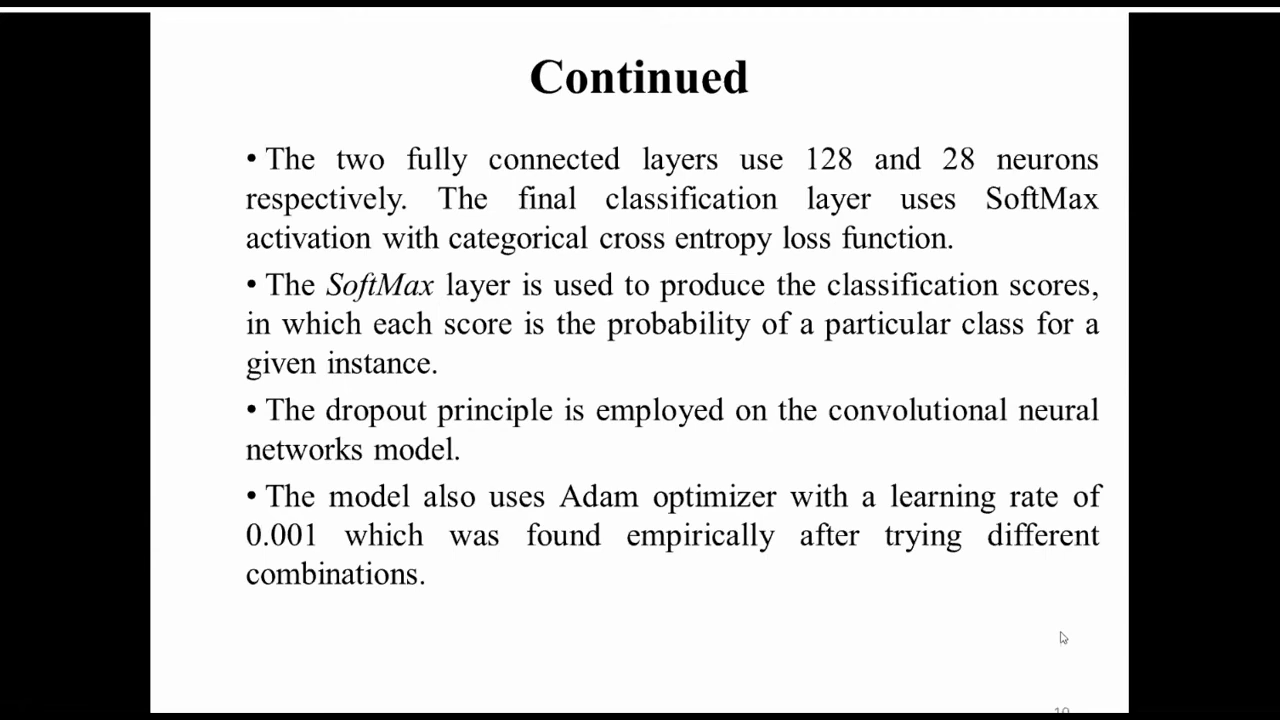 Continued
• The two fully connected layers use 128 and 28 neurons
respectively. The final classification layer uses SoftMax
activation with categorical cross entropy loss function.
• The SoftMax layer is used to produce the classification scores,
in which each score is the probability of a particular class for a
given instance.
• The dropout principle is employed on the convolutional neural
networks model.
• The model also uses Adam optimizer with a learning rate of
0.001 which was found empirically after trying different
combinations.